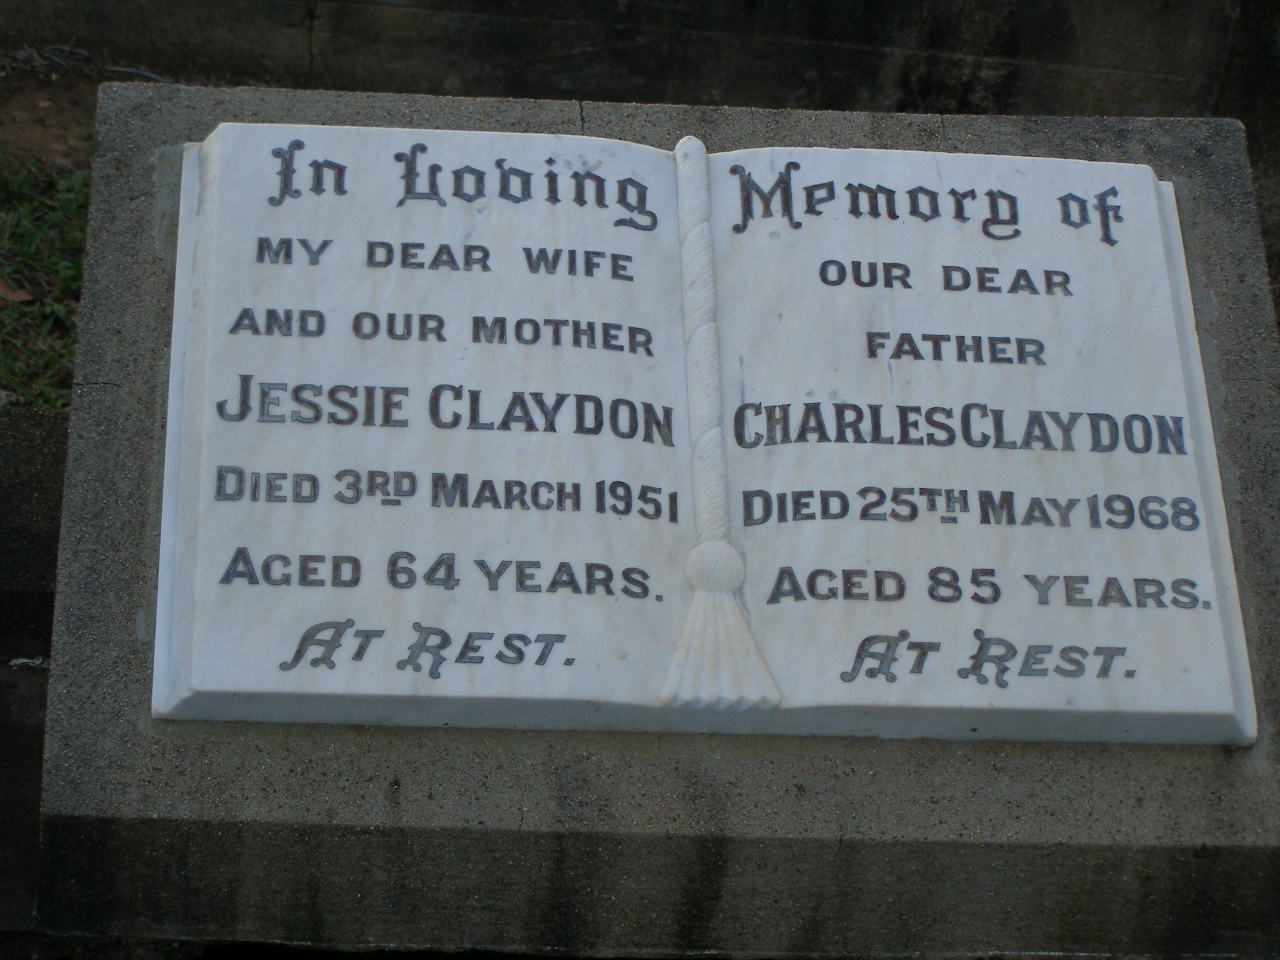 In Loving Memory of
MY DEAR WIFE
AND OUR MOTHER
JESSIE CLAYDON
DIED 3RD MARCH 1951
AGED 64 YEARS.
AT REST.
OUR DEAR
FATHER
CHARLES CLAYDON
DIED 25TH MAY 1968
AGED 85 YEARS.
AT REST.